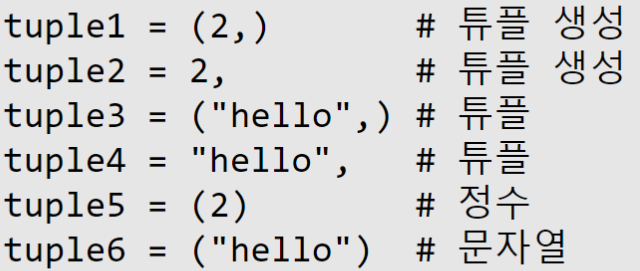 tuple1 = (2,)       # 튜플 생성
tuple2 = 2,         # 튜플 생성
tuple3 = ("hello",) # 튜플
tuple4 = "hello",   # 튜플
tuple5 = (2)        # 정수
tuple6 = ("hello")  # 문자열